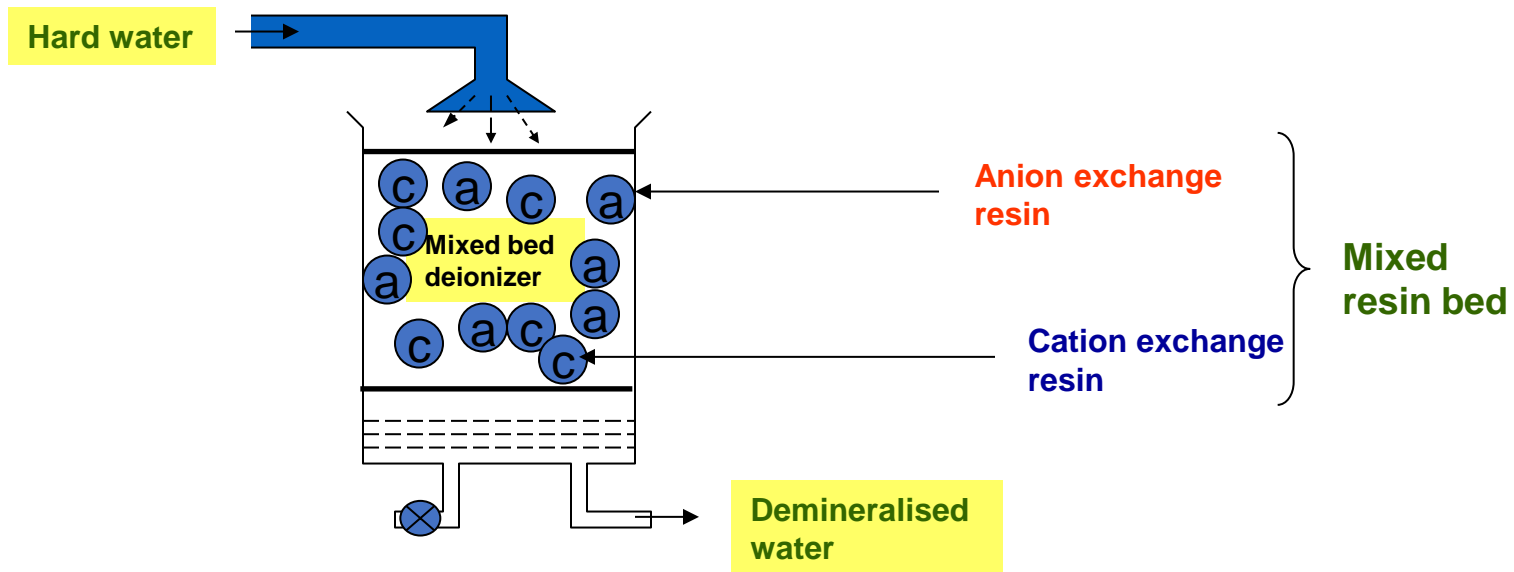 Hard water
c
a
c
a
Anion exchange
resin
c
Mixed bed
deionizer
a
a
Mixed
resin bed
a
c
a
c
c
Cation exchange
resin
Demineralised
water